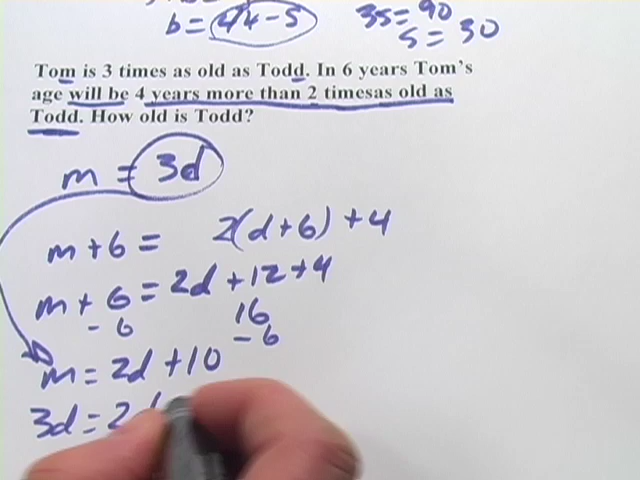 b = 44 - 5
3s = 90
s = 30
Tom is 3 times as old as Todd. In 6 years Tom's
age will be 4 years more than 2 timesas old as
Todd. How old is Todd?
m = 3d
m + 6 = 2(d + 6) + 4
m + 6 = 2d + 12 + 4
- 6 16
- 6
m = 2d + 10
3d = 2d